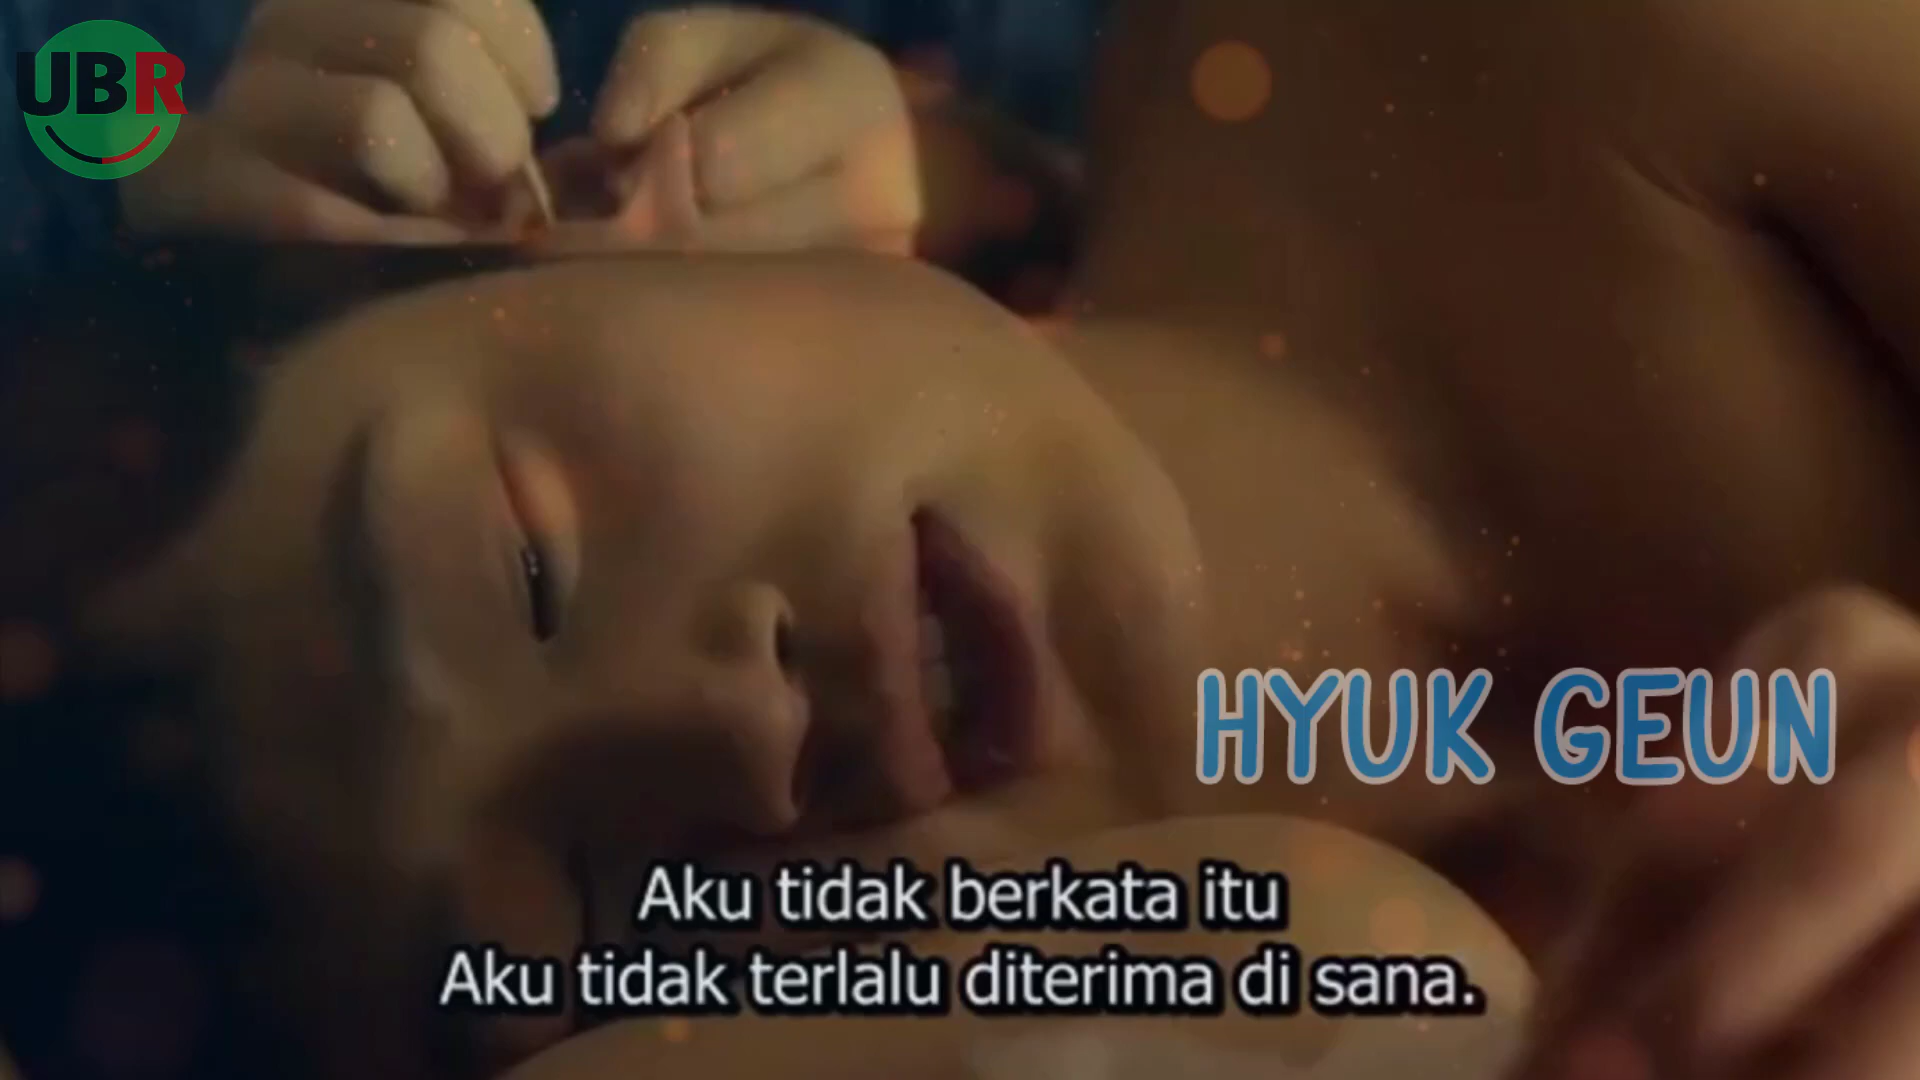 UBR
HYUK GEUN
Aku tidak berkata itu
Aku tidak terlalu diterima di sana.